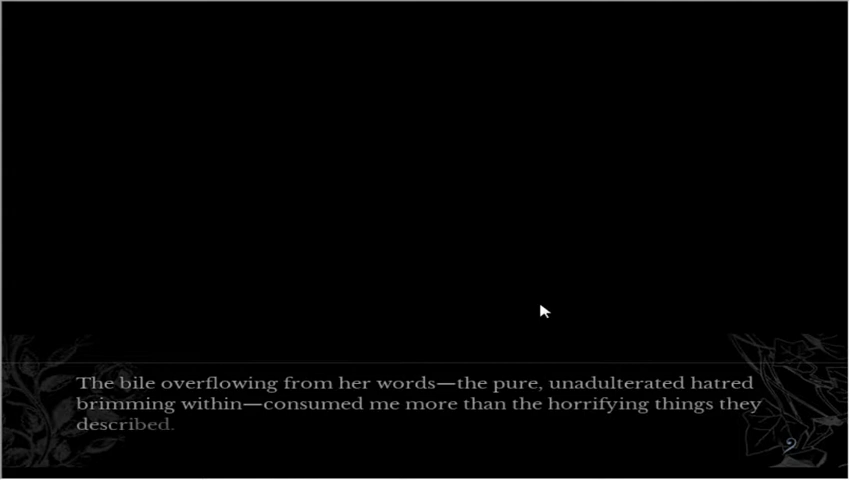 The bile overflowing from her words—the pure, unadulterated hatred
brimming within—consumed me more than the horrifying things they
described.